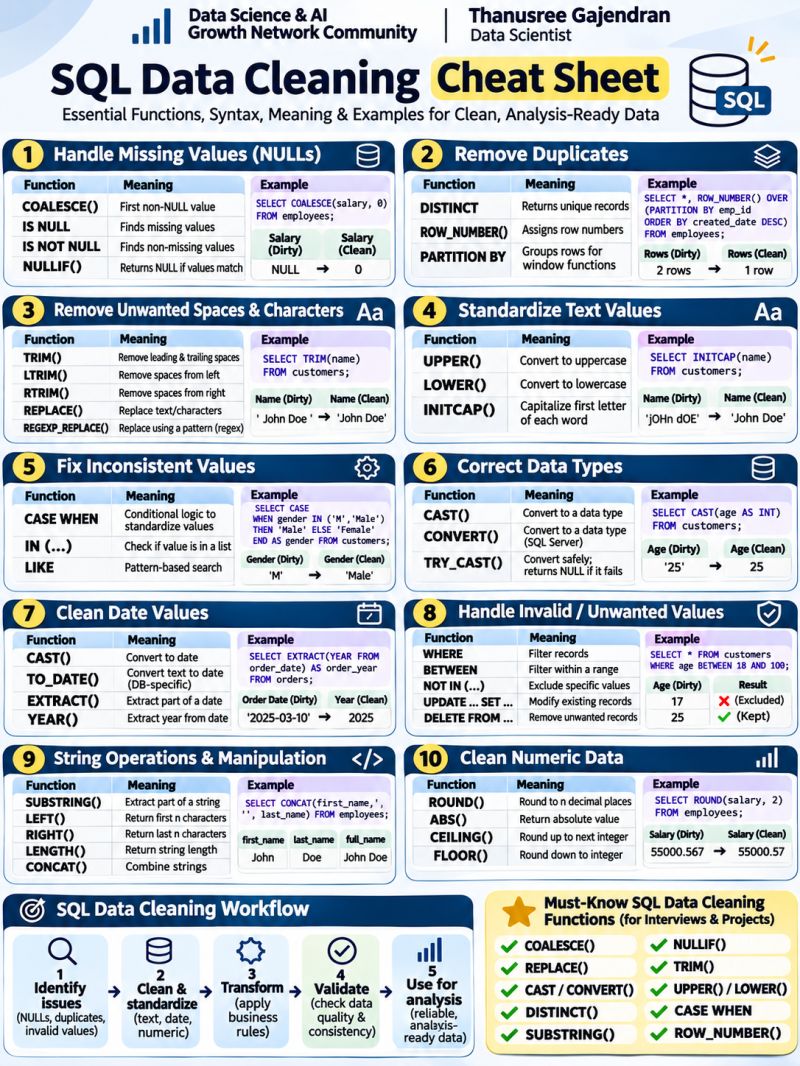 Data Science & AI
Growth Network Community
Thanusree Gajendran
Data Scientist
SQL Data Cleaning Cheat Sheet
Essential Functions, Syntax, Meaning & Examples for Clean, Analysis-Ready Data
SQL
1 Handle Missing Values (NULLs)
Function Meaning
COALESCE() First non-NULL value
IS NULL Finds missing values
IS NOT NULL Finds non-missing values
NULLIF() Returns NULL if values match
Example
SELECT COALESCE(salary, 0)
FROM employees;
Salary (Dirty) Salary (Clean)
NULL → 0
2 Remove Duplicates
Function Meaning
DISTINCT Returns unique records
ROW_NUMBER() Assigns row numbers
PARTITION BY Groups rows for
window functions
Example
SELECT *, ROW_NUMBER() OVER
(PARTITION BY emp_id
ORDER BY created_date DESC)
FROM employees;
Rows (Dirty) Rows (Clean)
2 rows → 1 row
3 Remove Unwanted Spaces & Characters Aa
Function Meaning
TRIM() Remove leading & trailing spaces
LTRIM() Remove spaces from left
RTRIM() Remove spaces from right
REPLACE() Replace text/characters
REGEXP_REPLACE() Replace using a pattern (regex)
Example
SELECT TRIM(name)
FROM customers;
Name (Dirty) Name (Clean)
' John Doe ' → 'John Doe'
4 Standardize Text Values Aa
Function Meaning
UPPER() Convert to uppercase
LOWER() Convert to lowercase
INITCAP() Capitalize first letter
of each word
Example
SELECT INITCAP(name)
FROM customers;
Name (Dirty) Name (Clean)
'jOHn dOE' → 'John Doe'
5 Fix Inconsistent Values
Function Meaning
CASE WHEN Conditional logic to
standardize values
IN (...) Check if value is in a list
LIKE Pattern-based search
Example
SELECT CASE
WHEN gender IN ('M','Male')
THEN 'Male' ELSE 'Female'
END AS gender FROM customers;
Gender (Dirty) Gender (Clean)
'M' → 'Male'
6 Correct Data Types
Function Meaning
CAST() Convert to a data type
CONVERT() Convert to a data type
(SQL Server)
TRY_CAST() Convert safely;
returns NULL if it fails
Example
SELECT CAST(age AS INT)
FROM customers;
Age (Dirty) Age (Clean)
'25' → 25
7 Clean Date Values
Function Meaning
CAST() Convert to date
TO_DATE() Convert text to date
(DB-specific)
EXTRACT() Extract part of a date
YEAR() Extract year from date
Example
SELECT EXTRACT(YEAR FROM
order_date) AS order_year
FROM orders;
Order Date (Dirty) Year (Clean)
'2025-03-10' → 2025
8 Handle Invalid / Unwanted Values
Function Meaning
WHERE Filter records
BETWEEN Filter within a range
NOT IN (...) Exclude specific values
UPDATE ... SET ... Modify existing records
DELETE FROM ... Remove unwanted records
Example
SELECT * FROM customers
WHERE age BETWEEN 18 AND 100;
Age (Dirty) Result
17 ❌ (Excluded)
25 ✓ (Kept)
9 String Operations & Manipulation </>
Function Meaning
SUBSTRING() Extract part of a string
LEFT() Return first n characters
RIGHT() Return last n characters
LENGTH() Return string length
CONCAT() Combine strings
Example
SELECT CONCAT(first_name,',
'', last_name) FROM employees;
first_name last_name full_name
John Doe John Doe
10 Clean Numeric Data
Function Meaning
ROUND() Round to n decimal places
ABS() Return absolute value
CEILING() Round up to next integer
FLOOR() Round down to integer
Example
SELECT ROUND(salary, 2)
FROM employees;
Salary (Dirty) Salary (Clean)
55000.567 → 55000.57
SQL Data Cleaning Workflow
1
Identify
issues
(NULLs, duplicates,
invalid values)
2
Clean &
standardize
(text, date,
numeric)
3
Transform
(apply
business
rules)
4
Validate
(check data
quality &
consistency)
5
Use for
analysis
(reliable,
analysis-
ready data)
Must-Know SQL Data Cleaning
Functions (for Interviews & Projects)
✓ COALESCE() ✓ NULLIF()
✓ REPLACE() ✓ TRIM()
✓ CAST / CONVERT() ✓ UPPER() / LOWER()
✓ DISTINCT() ✓ CASE WHEN
✓ SUBSTRING() ✓ ROW_NUMBER()